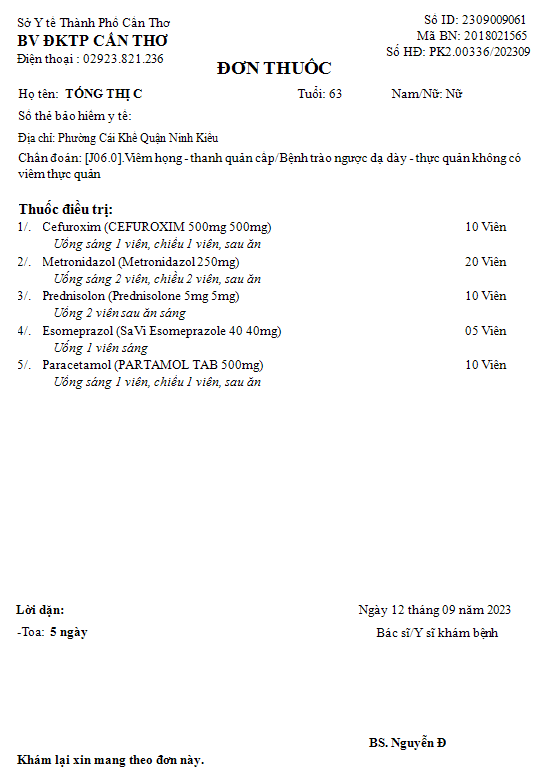 Sở Y tế Thành Phố Cần Thơ
BV ĐKTP CẦN THƠ
Điện thoại : 02923.821.236
Số ID: 2309009061
Mã BN: 2018021565
Số HĐ: PK2.00336/202309
ĐƠN THUỐC
Họ tên: TỐNG THỊ C Tuổi: 63 Nam/Nữ: Nữ
Số thẻ bảo hiểm y tế:
Địa chỉ: Phường Cái Khế Quận Ninh Kiều
Chẩn đoán: [J06.0].Viêm họng - thanh quản cấp/Bệnh trào ngược dạ dày - thực quản không có
viêm thực quản
Thuốc điều trị:
1/. Cefuroxim (CEFUROXIM 500mg 500mg) 10 Viên
Uống sáng 1 viên, chiều 1 viên, sau ăn
2/. Metronidazol (Metronidazol 250mg) 20 Viên
Uống sáng 2 viên, chiều 2 viên, sau ăn
3/. Prednisolon (Prednisolone 5mg 5mg) 10 Viên
Uống 2 viên sau ăn sáng
4/. Esomeprazol (SaVi Esomeprazole 40 40mg) 05 Viên
Uống 1 viên sáng
5/. Paracetamol (PARTAMOL TAB 500mg) 10 Viên
Uống sáng 1 viên, chiều 1 viên, sau ăn
Lời dặn:
-Toa: 5 ngày
Ngày 12 tháng 09 năm 2023
Bác sĩ/Y sĩ khám bệnh
BS. Nguyễn Đ
Khám lại xin mang theo đơn này.